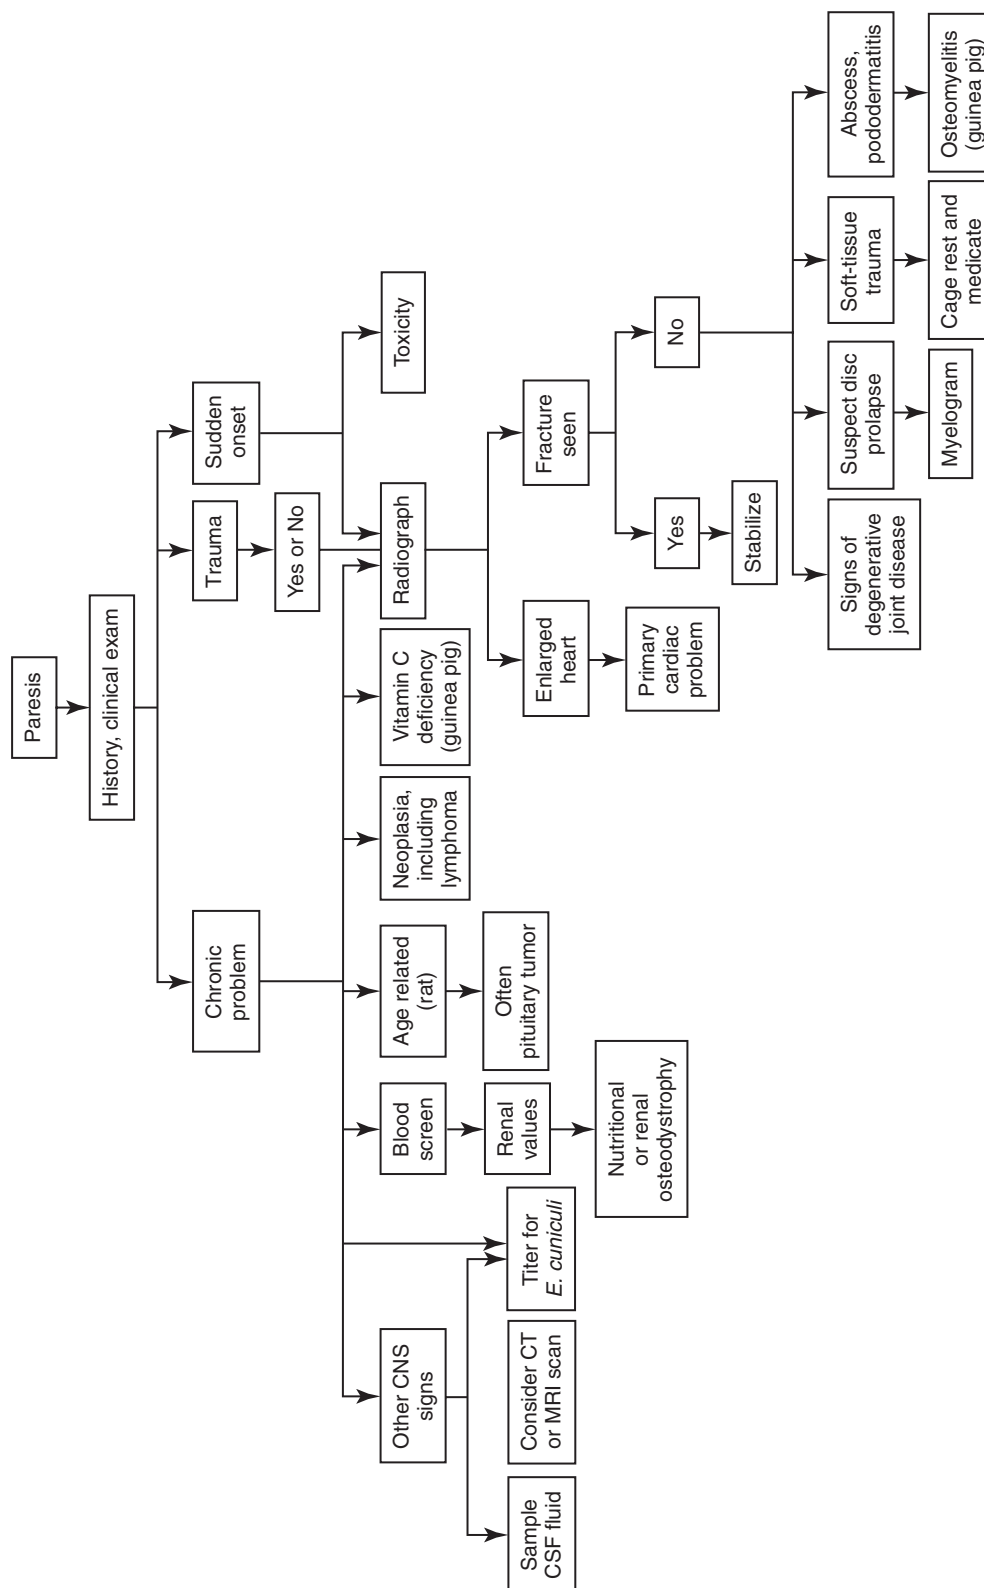 Paresis
History, clinical exam
Chronic
problem
Trauma
Sudden
onset
Yes or No
Other CNS
signs
Blood
screen
Age related
(rat)
Neoplasia,
including
lymphoma
Vitamin C
deficiency
(guinea pig)
Radiograph
Toxicity
Sample
CSF fluid
Consider CT
or MRI scan
Titer for
E. cuniculi
Renal
values
Often
pituitary tumor
Enlarged
heart
Fracture
seen
Nutritional
or renal
osteodystrophy
Primary
cardiac
problem
Yes
No
Stabilize
Signs of
degenerative
joint disease
Suspect disc
prolapse
Soft-tissue
trauma
Abscess,
pododermatitis
Myelogram
Cage rest and
medicate
Osteomyelitis
(guinea pig)